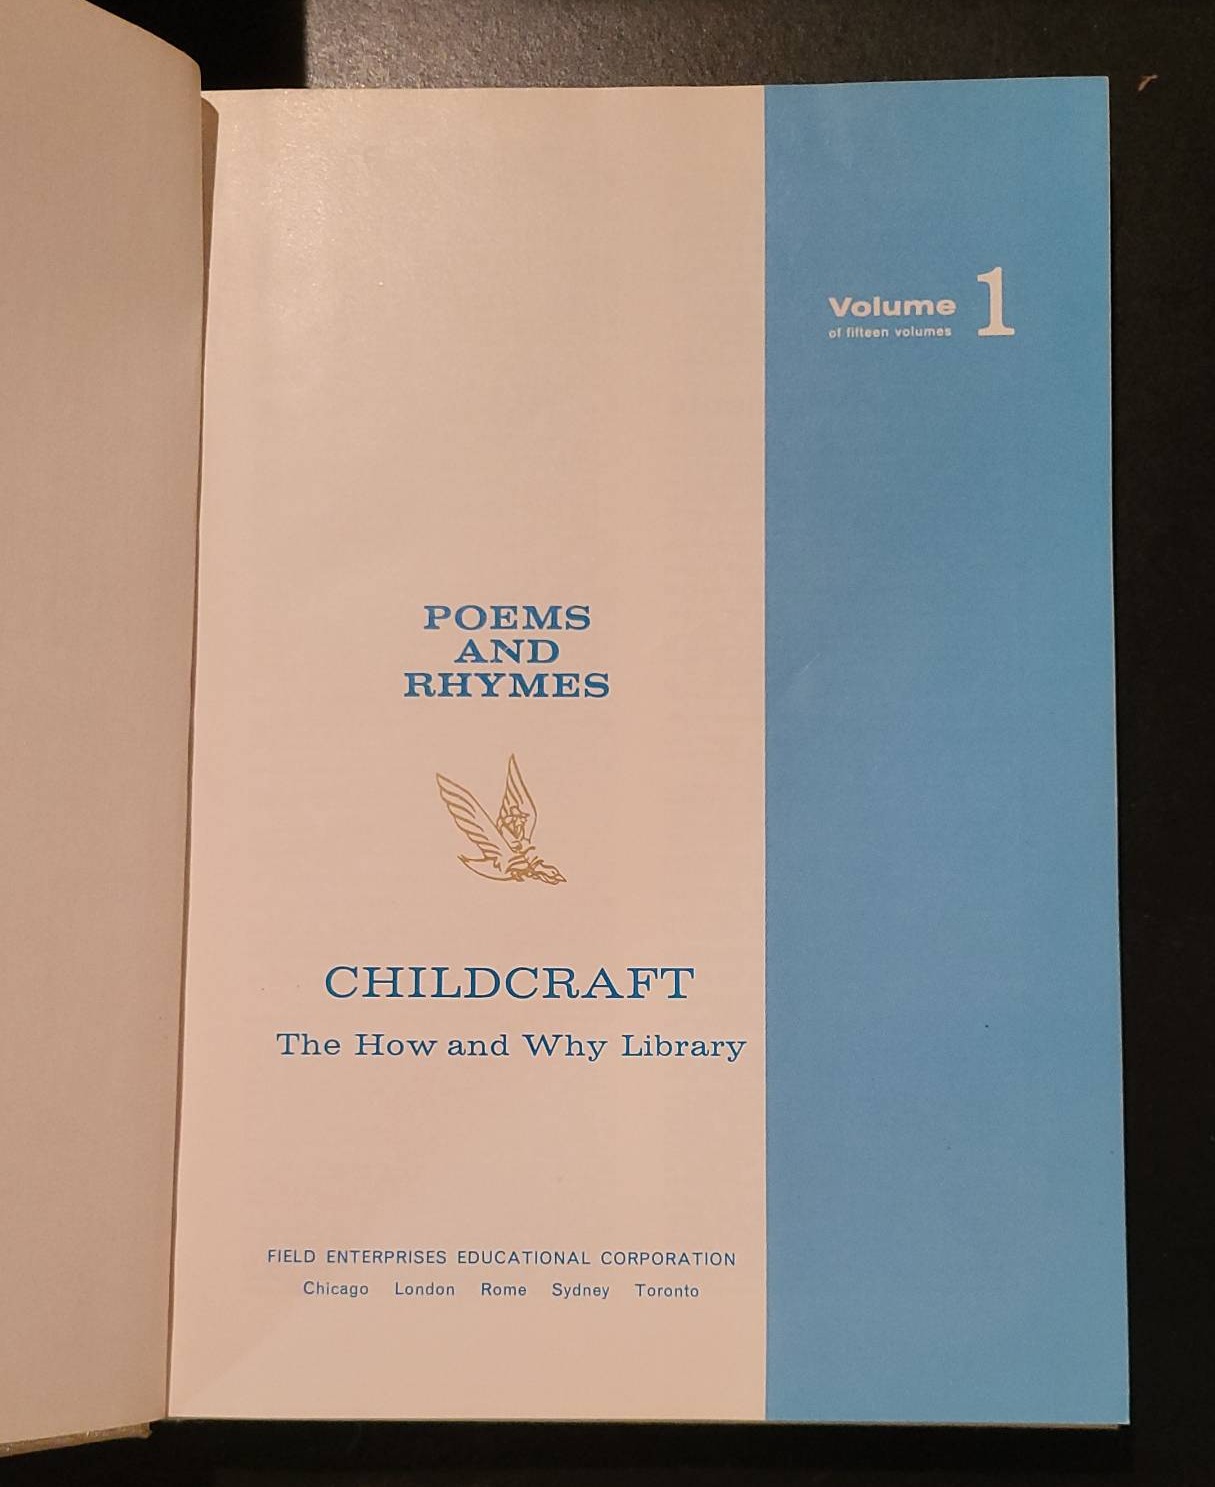 Volume 1
of fifteen volumes
POEMS
AND
RHYMES
CHILDCRAFT
The How and Why Library
FIELD ENTERPRISES EDUCATIONAL CORPORATION
Chicago London Rome Sydney Toronto